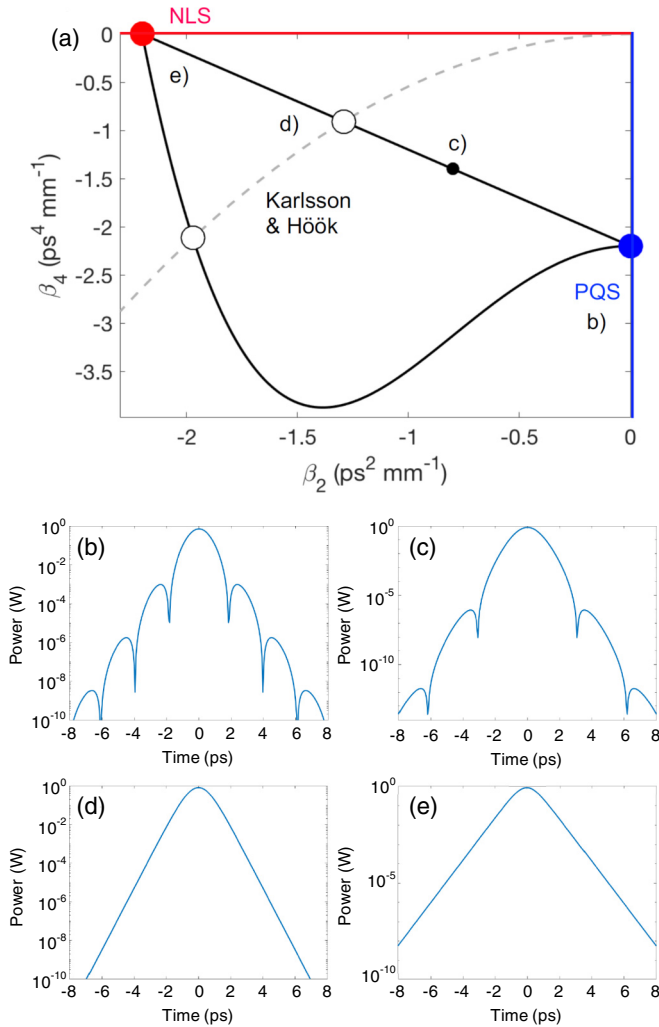 (a)
NLS
0
-0.5
-1
-1.5
-2
-2.5
-3
-3.5
β4 (ps4 mm-1)
e)
d)
c)
Karlsson
& Höök
PQS
b)
-2
-1.5
-1
-0.5
0
β2 (ps2 mm-1)
(b)
10^0
10^-2
10^-4
10^-6
10^-8
10^-10
Power (W)
-8 -6 -4 -2 0 2 4 6 8
Time (ps)
(c)
10^0
10^-5
10^-10
Power (W)
-8 -6 -4 -2 0 2 4 6 8
Time (ps)
(d)
10^0
10^-2
10^-4
10^-6
10^-8
10^-10
Power (W)
-8 -6 -4 -2 0 2 4 6 8
Time (ps)
(e)
10^0
10^-5
10^-10
Power (W)
-8 -6 -4 -2 0 2 4 6 8
Time (ps)